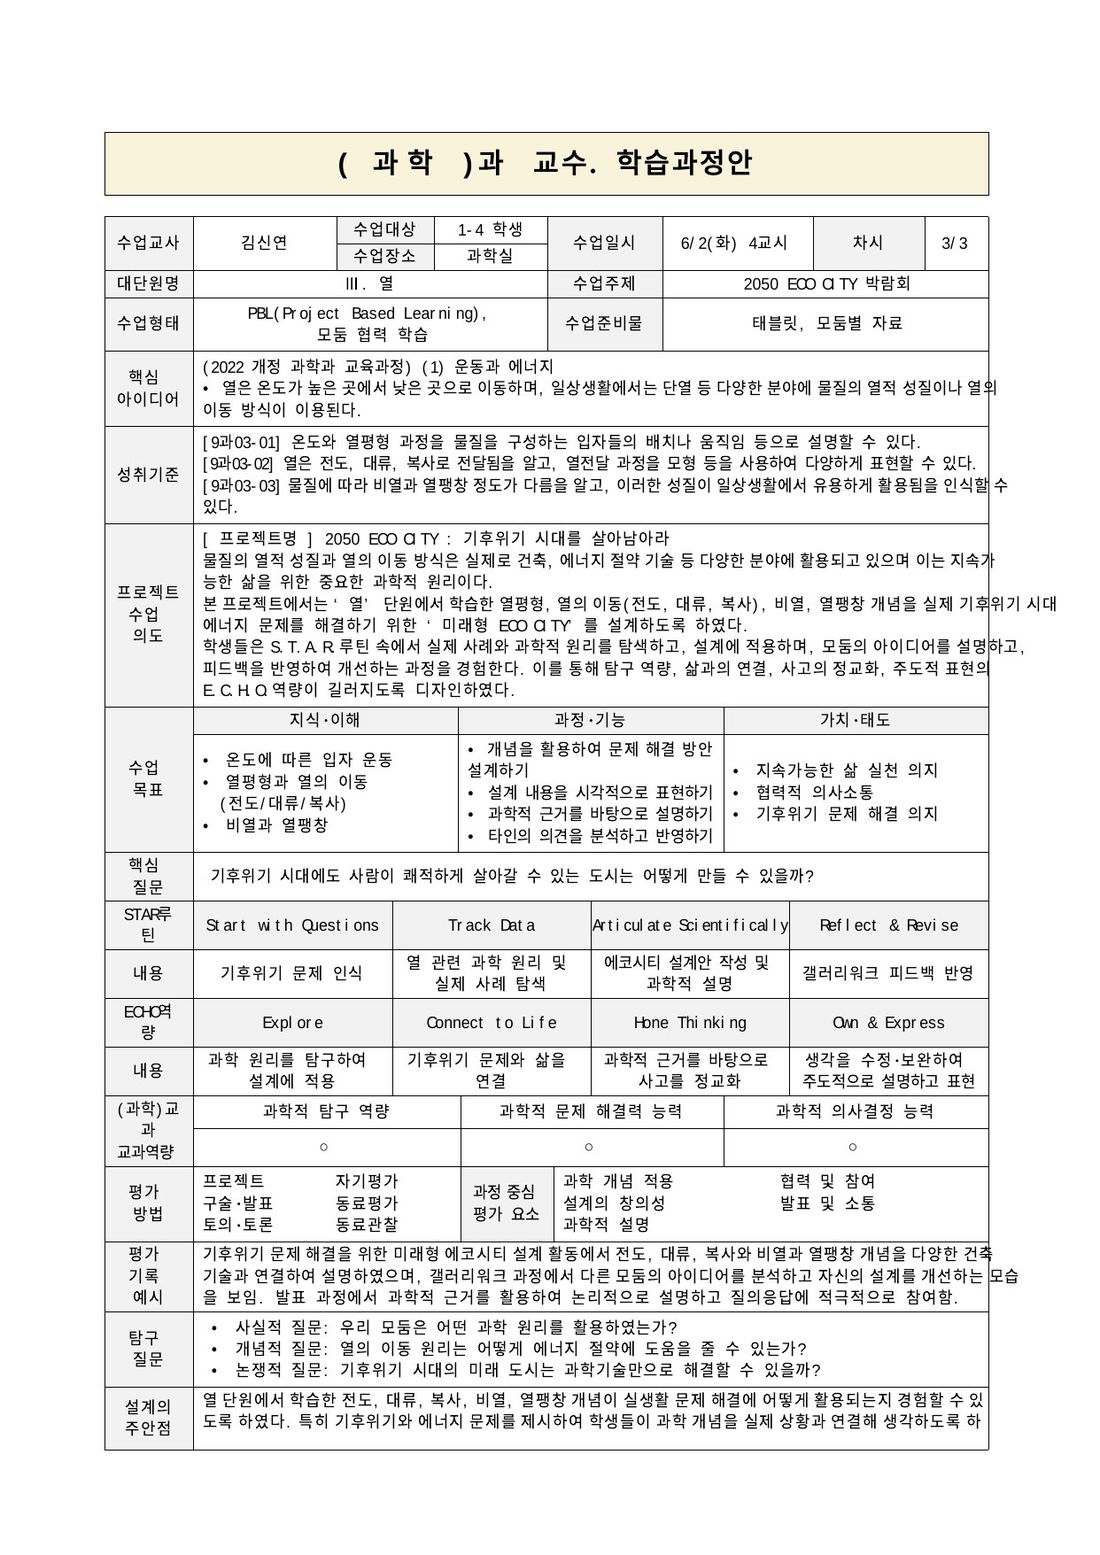 ( 과학 )과 교수. 학습과정안
수업교사 김신연 수업대상 1-4 학생 수업일시 6/2(화) 4교시 차시 3/3
수업장소 과학실
대단원명 Ⅲ. 열 수업주제 2050 ECO CITY 박람회
수업형태 PBL(Project Based Learning), 수업준비물 태블릿, 모둠별 자료
모둠 협력 학습
핵심
아이디어
(2022 개정 과학과 교육과정) (1) 운동과 에너지
• 열은 온도가 높은 곳에서 낮은 곳으로 이동하며, 일상생활에서는 단열 등 다양한 분야에 물질의 열적 성질이나 열의
이동 방식이 이용된다.
성취기준
[9과03-01] 온도와 열평형 과정을 물질을 구성하는 입자들의 배치나 움직임 등으로 설명할 수 있다.
[9과03-02] 열은 전도, 대류, 복사로 전달됨을 알고, 열전달 과정을 모형 등을 사용하여 다양하게 표현할 수 있다.
[9과03-03] 물질에 따라 비열과 열팽창 정도가 다름을 알고, 이러한 성질이 일상생활에서 유용하게 활용됨을 인식할 수
있다.
프로젝트
수업
의도
[ 프로젝트명 ] 2050 ECO CITY : 기후위기 시대를 살아남아라
물질의 열적 성질과 열의 이동 방식은 실제로 건축, 에너지 절약 기술 등 다양한 분야에 활용되고 있으며 이는 지속가
능한 삶을 위한 중요한 과학적 원리이다.
본 프로젝트에서는 ‘열’ 단원에서 학습한 열평형, 열의 이동(전도, 대류, 복사), 비열, 열팽창 개념을 실제 기후위기 시대
에너지 문제를 해결하기 위한 ‘미래형 ECO CITY’를 설계하도록 하였다.
학생들은 S.T.A.R.루틴 속에서 실제 사례와 과학적 원리를 탐색하고, 설계에 적용하며, 모둠의 아이디어를 설명하고,
피드백을 반영하여 개선하는 과정을 경험한다. 이를 통해 탐구 역량, 삶과의 연결, 사고의 정교화, 주도적 표현의
E.C.H.O.역량이 길러지도록 디자인하였다.
수업
목표
지식·이해 과정·기능 가치·태도
• 온도에 따른 입자 운동
• 열평형과 열의 이동
(전도/대류/복사)
• 비열과 열팽창
• 개념을 활용하여 문제 해결 방안
설계하기
• 설계 내용을 시각적으로 표현하기
• 과학적 근거를 바탕으로 설명하기
• 타인의 의견을 분석하고 반영하기
• 지속가능한 삶 실천 의지
• 협력적 의사소통
• 기후위기 문제 해결 의지
핵심
질문
기후위기 시대에도 사람이 쾌적하게 살아갈 수 있는 도시는 어떻게 만들 수 있을까?
STAR루
틴
Start with Questions Track Data Articulate Scientifically Reflect & Revise
내용 기후위기 문제 인식 열 관련 과학 원리 및 에코시티 설계안 작성 및 갤러리워크 피드백 반영
실제 사례 탐색 과학적 설명
ECHO역
량
Explore Connect to Life Hone Thinking Own & Express
내용 과학 원리를 탐구하여 기후위기 문제와 삶을 과학적 근거를 바탕으로 생각을 수정·보완하여
설계에 적용 연결 사고를 정교화 주도적으로 설명하고 표현
(과학)교
과
교과역량
과학적 탐구 역량 과학적 문제 해결력 능력 과학적 의사결정 능력
○ ○ ○
평가
방법
프로젝트 자기평가
구술·발표 동료평가
토의·토론 동료관찰
과정 중심
평가 요소
과학 개념 적용 협력 및 참여
설계의 창의성 발표 및 소통
과학적 설명
평가
기록
예시
기후위기 문제 해결을 위한 미래형 에코시티 설계 활동에서 전도, 대류, 복사와 비열과 열팽창 개념을 다양한 건축
기술과 연결하여 설명하였으며, 갤러리워크 과정에서 다른 모둠의 아이디어를 분석하고 자신의 설계를 개선하는 모습
을 보임. 발표 과정에서 과학적 근거를 활용하여 논리적으로 설명하고 질의응답에 적극적으로 참여함.
탐구
질문
• 사실적 질문: 우리 모둠은 어떤 과학 원리를 활용하였는가?
• 개념적 질문: 열의 이동 원리는 어떻게 에너지 절약에 도움을 줄 수 있는가?
• 논쟁적 질문: 기후위기 시대의 미래 도시는 과학기술만으로 해결할 수 있을까?
설계의
주안점
열 단원에서 학습한 전도, 대류, 복사, 비열, 열팽창 개념이 실생활 문제 해결에 어떻게 활용되는지 경험할 수 있
도록 하였다. 특히 기후위기와 에너지 문제를 제시하여 학생들이 과학 개념을 실제 상황과 연결해 생각하도록 하